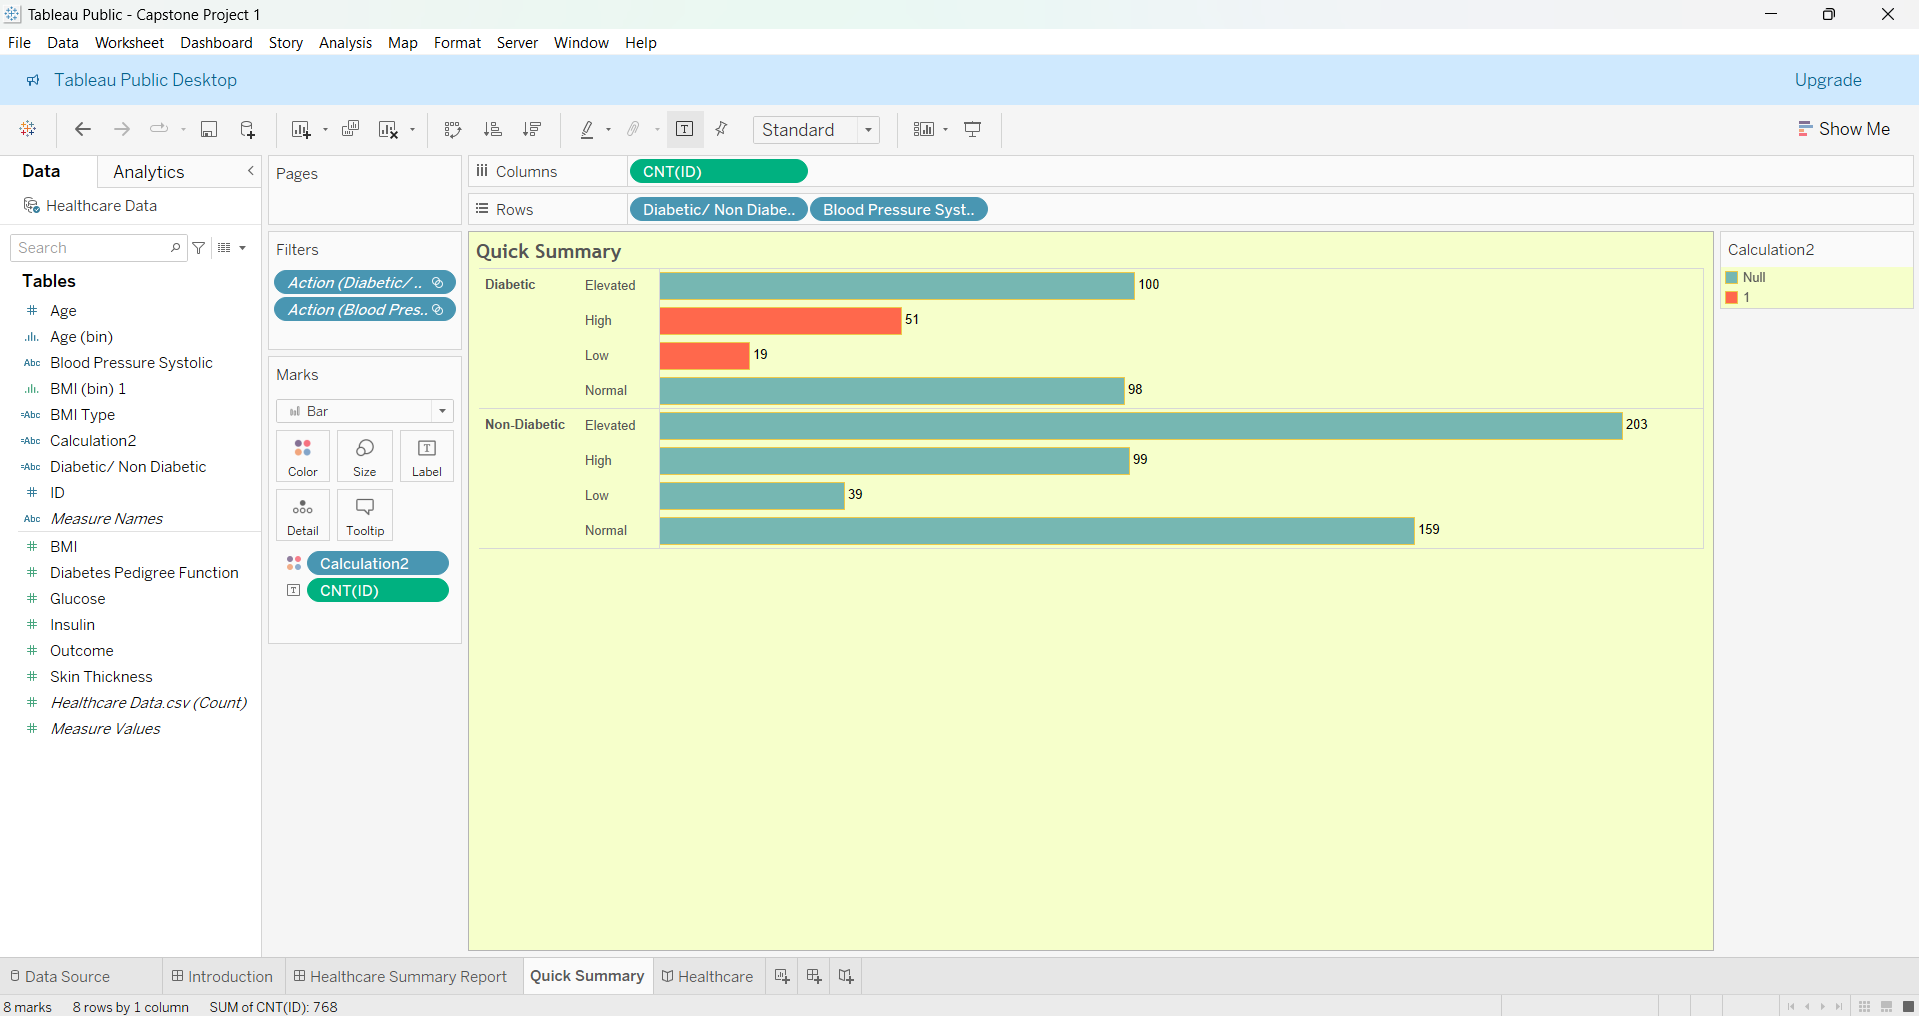 Tableau Public - Capstone Project 1
File Data Worksheet Dashboard Story Analysis Map Format Server Window Help
Tableau Public Desktop
Upgrade
Standard
Show Me
Data
Analytics
Healthcare Data
Search
Tables
# Age
Age (bin)
Abc Blood Pressure Systolic
BMI (bin) 1
=Abc BMI Type
=Abc Calculation2
=Abc Diabetic/ Non Diabetic
# ID
Abc Measure Names
# BMI
# Diabetes Pedigree Function
# Glucose
# Insulin
# Outcome
# Skin Thickness
# Healthcare Data.csv (Count)
# Measure Values
Pages
Filters
Action (Diabetic/ ..
Action (Blood Pres..
Marks
Bar
Color
Size
T
Label
Detail
Tooltip
Calculation2
T CNT(ID)
Columns
CNT(ID)
Rows
Diabetic/ Non Diabe..
Blood Pressure Syst..
Quick Summary
Diabetic
Elevated 100
High 51
Low 19
Normal 98
Non-Diabetic
Elevated 203
High 99
Low 39
Normal 159
Calculation2
Null
1
Data Source
Introduction
Healthcare Summary Report
Quick Summary
Healthcare
8 marks
8 rows by 1 column
SUM of CNT(ID): 768